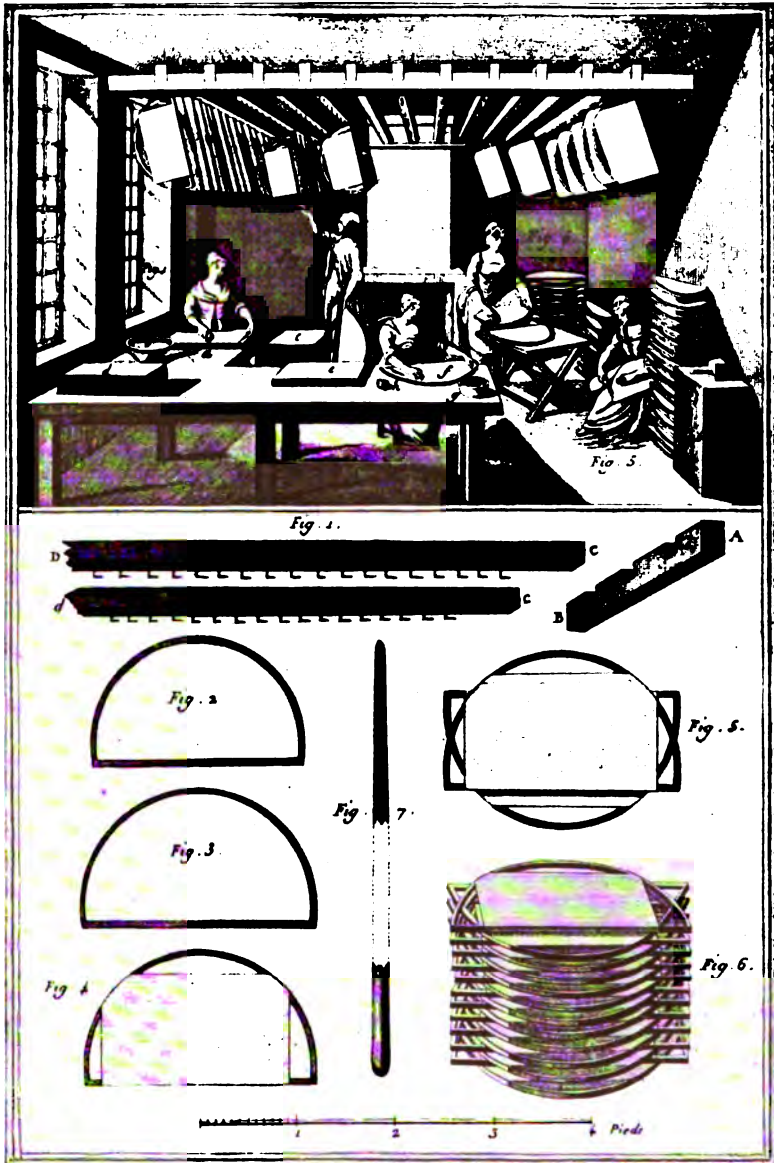 Fig. 5.
Fig. 1.
D
C
A
d
C
B
Fig. 2
Fig. 5.
Fig. 7.
Fig. 3.
Fig. 6.
Fig. 4
1 2 3 4 Pieds